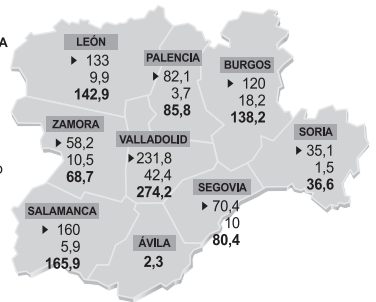 A
LEÓN
▶ 133
9,9
142,9
PALENCIA
▶ 82,1
3,7
85,8
BURGOS
▶ 120
18,2
138,2
ZAMORA
▶ 58,2
10,5
68,7
VALLADOLID
▶ 231,8
42,4
274,2
SORIA
▶ 35,1
1,5
36,6
SEGOVIA
▶ 70,4
10
80,4
SALAMANCA
▶ 160
5,9
165,9
ÁVILA
2,3